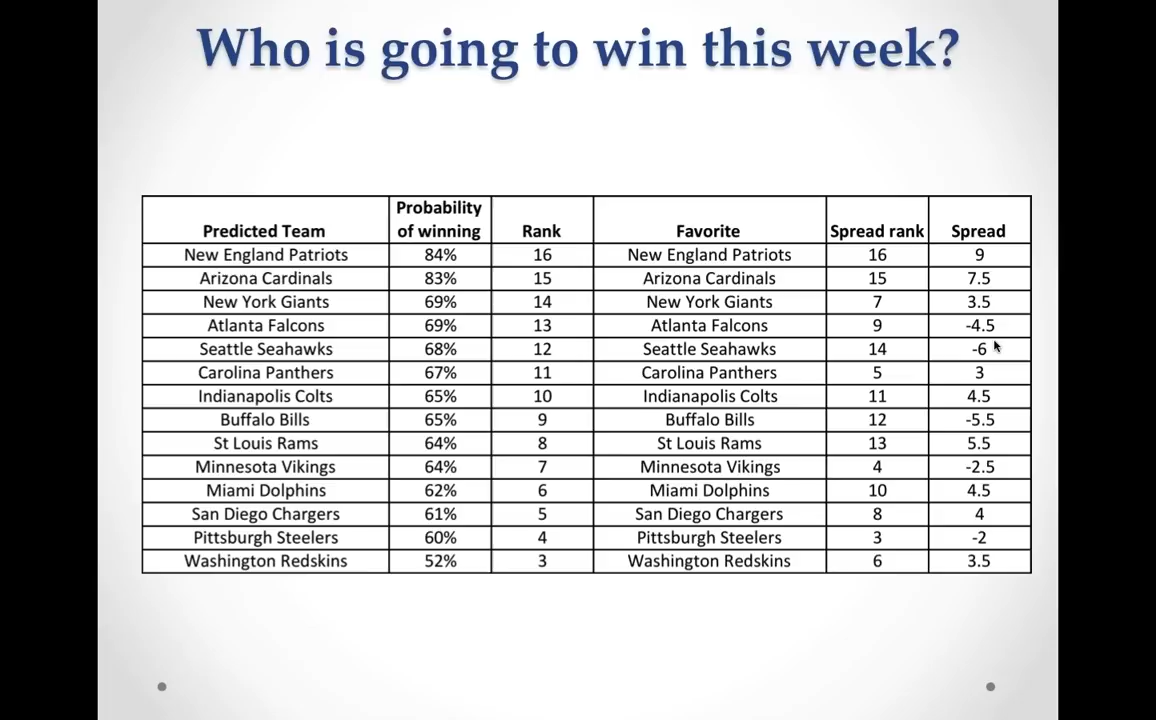 Who is going to win this week?
Probability
Predicted Team of winning Rank Favorite Spread rank Spread
New England Patriots 84% 16 New England Patriots 16 9
Arizona Cardinals 83% 15 Arizona Cardinals 15 7.5
New York Giants 69% 14 New York Giants 7 3.5
Atlanta Falcons 69% 13 Atlanta Falcons 9 -4.5
Seattle Seahawks 68% 12 Seattle Seahawks 14 -6
Carolina Panthers 67% 11 Carolina Panthers 5 3
Indianapolis Colts 65% 10 Indianapolis Colts 11 4.5
Buffalo Bills 65% 9 Buffalo Bills 12 -5.5
St Louis Rams 64% 8 St Louis Rams 13 5.5
Minnesota Vikings 64% 7 Minnesota Vikings 4 -2.5
Miami Dolphins 62% 6 Miami Dolphins 10 4.5
San Diego Chargers 61% 5 San Diego Chargers 8 4
Pittsburgh Steelers 60% 4 Pittsburgh Steelers 3 -2
Washington Redskins 52% 3 Washington Redskins 6 3.5